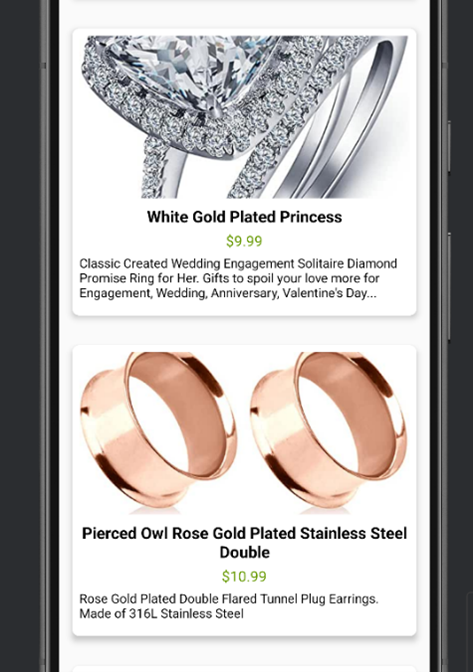 White Gold Plated Princess
$9.99
Classic Created Wedding Engagement Solitaire Diamond
Promise Ring for Her. Gifts to spoil your love more for
Engagement, Wedding, Anniversary, Valentine's Day...
Pierced Owl Rose Gold Plated Stainless Steel
Double
$10.99
Rose Gold Plated Double Flared Tunnel Plug Earrings.
Made of 316L Stainless Steel